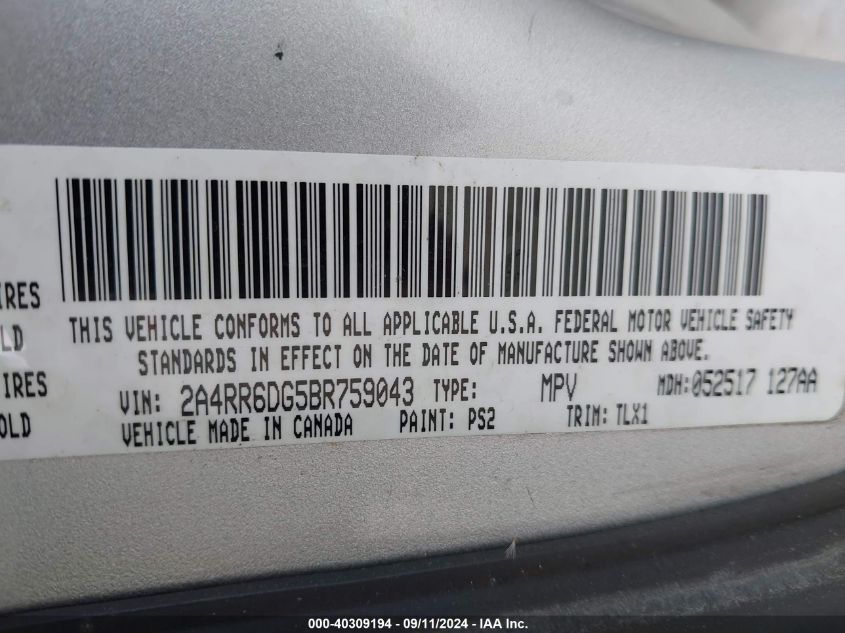 IRES
LD
IRES
OLD
THIS VEHICLE CONFORMS TO ALL APPLICABLE U.S.A. FEDERAL MOTOR VEHICLE SAFETY
STANDARDS IN EFFECT ON THE DATE OF MANUFACTURE SHOWN ABOVE.
VIN: 2A4RR6DG5BR759043 TYPE: MPV MDH: 052517 127AA
VEHICLE MADE IN CANADA PAINT: PS2 TRIM: TLX1
000-40309194 - 09/11/2024 - IAA Inc.